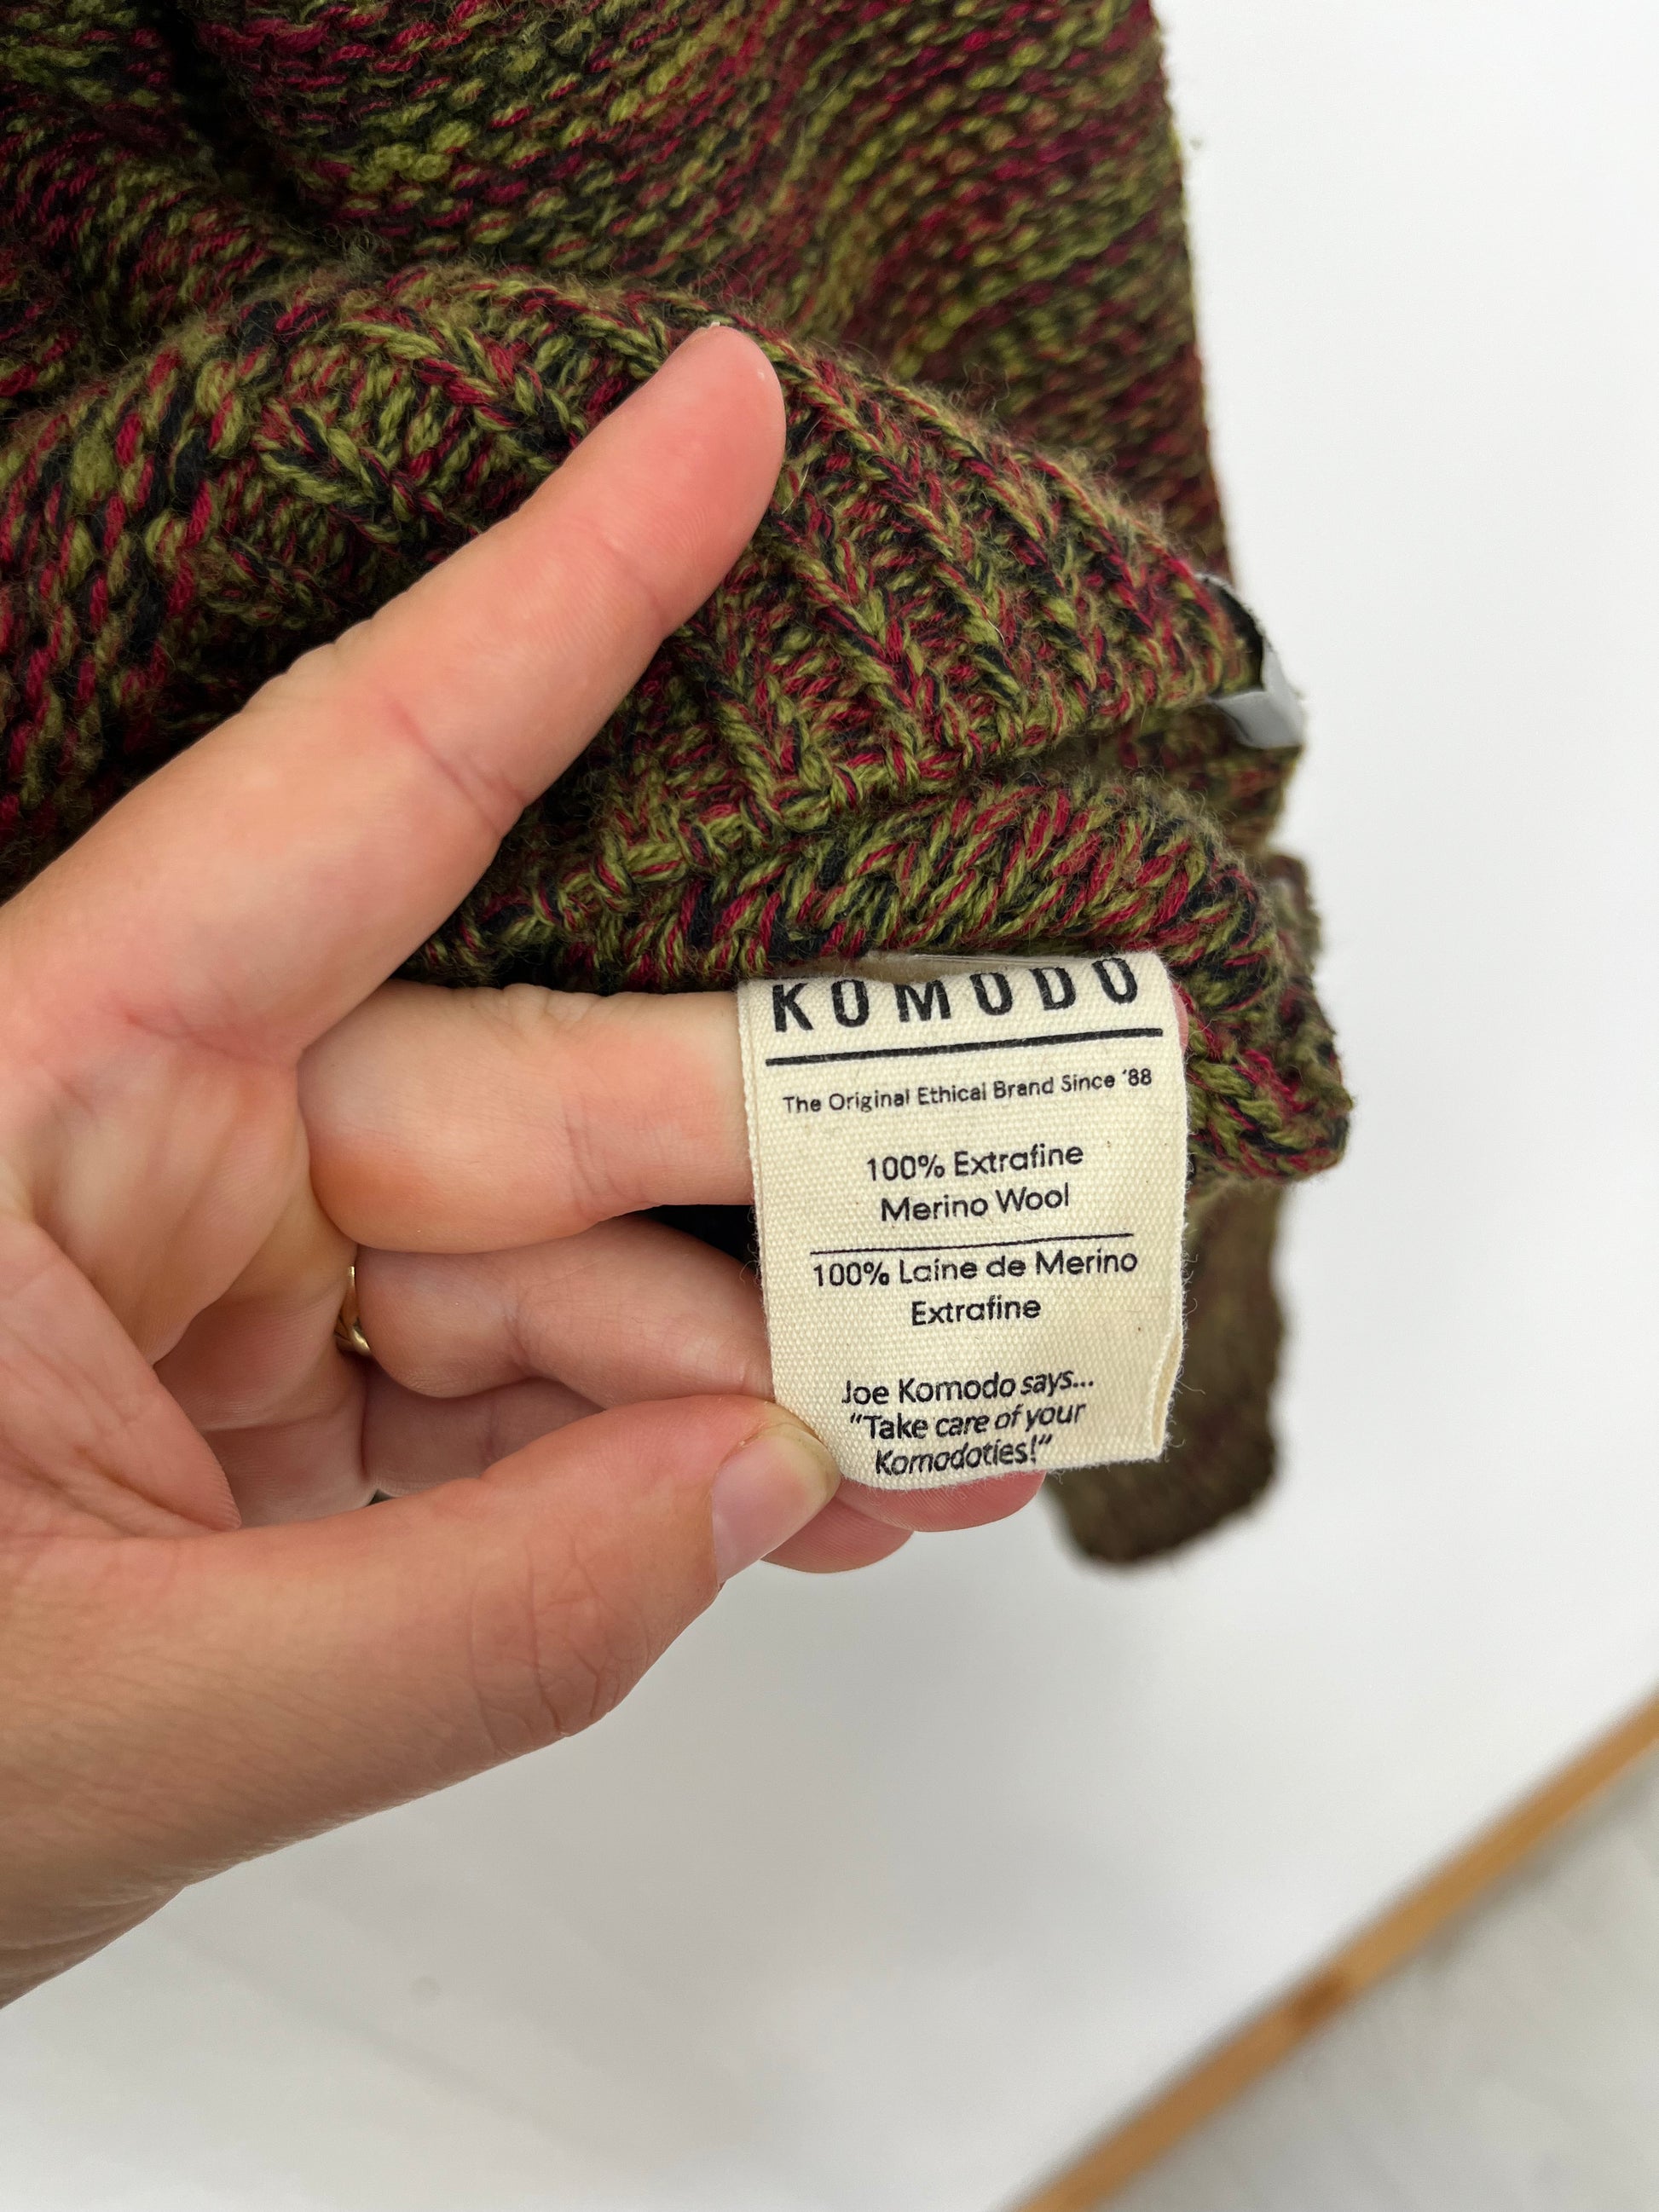 KOMODO
The Original Ethical Brand Since '88
100% Extrafine
Merino Wool
100% Laine de Merino
Extrafine
Joe Komodo says...
"Take care of your
Komodoties!"